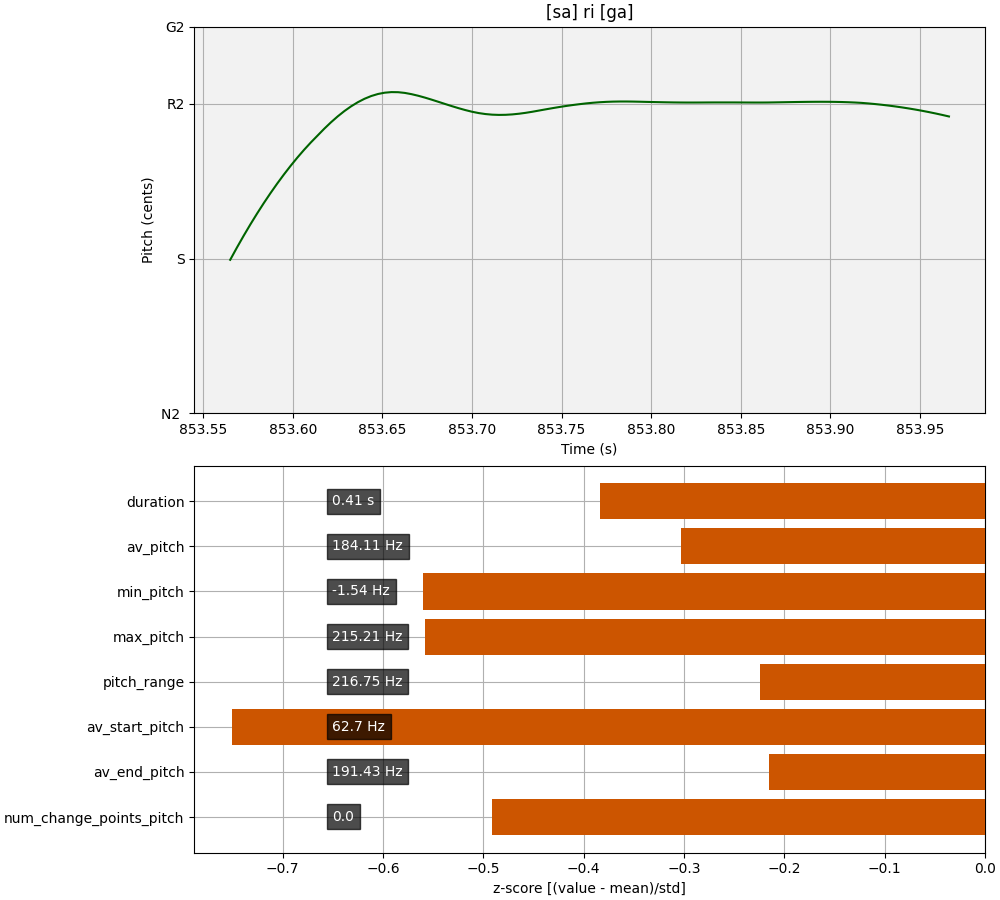 [sa] ri [ga]
G2
R2
S
N2
Pitch (cents)
853.55 853.60 853.65 853.70 853.75 853.80 853.85 853.90 853.95
Time (s)
duration 0.41 s
av_pitch 184.11 Hz
min_pitch -1.54 Hz
max_pitch 215.21 Hz
pitch_range 216.75 Hz
av_start_pitch 62.7 Hz
av_end_pitch 191.43 Hz
num_change_points_pitch 0.0
−0.7 −0.6 −0.5 −0.4 −0.3 −0.2 −0.1 0.0
z-score [(value - mean)/std]